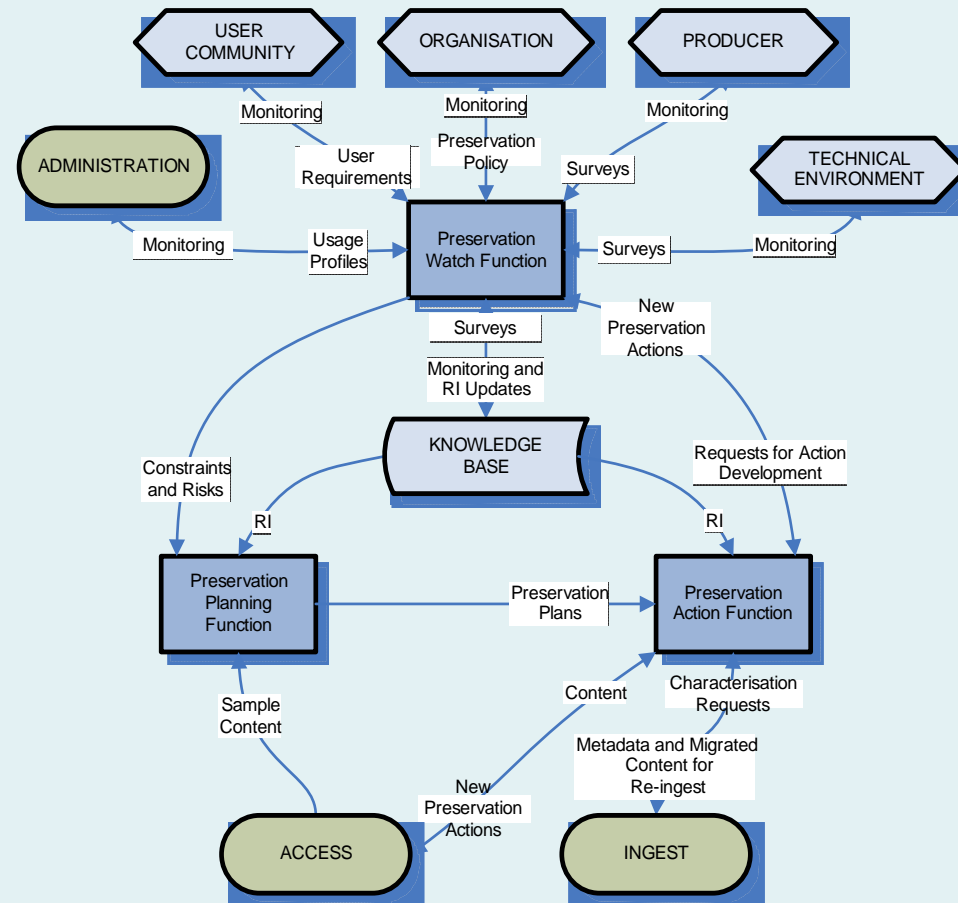 USER
COMMUNITY
ORGANISATION
PRODUCER
Monitoring
Monitoring
Monitoring
ADMINISTRATION
User
Requirements
Preservation
Policy
Surveys
TECHNICAL
ENVIRONMENT
Monitoring
Usage
Profiles
Preservation
Watch Function
Surveys
Monitoring
Surveys
New
Preservation
Actions
Monitoring and
RI Updates
KNOWLEDGE
BASE
Constraints
and Risks
Requests for Action
Development
RI
RI
Preservation
Planning
Function
Preservation
Plans
Preservation
Action Function
Sample
Content
Content
Characterisation
Requests
Metadata and Migrated
Content for
Re-ingest
New
Preservation
Actions
ACCESS
INGEST